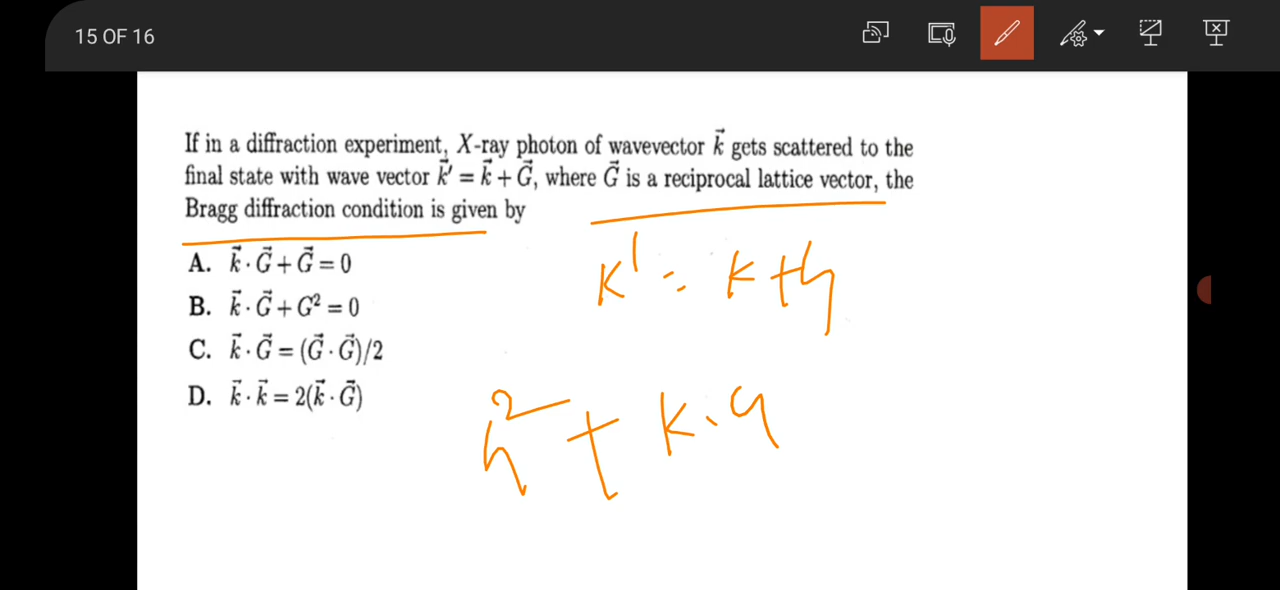 15 OF 16
If in a diffraction experiment, X-ray photon of wavevector k⃗ gets scattered to the
final state with wave vector k⃗' = k⃗ + G⃗, where G⃗ is a reciprocal lattice vector, the
Bragg diffraction condition is given by
A. k⃗ · G⃗ + G⃗ = 0
B. k⃗ · G⃗ + G² = 0
C. k⃗ · G⃗ = (G⃗ · G⃗)/2
D. k⃗ · k⃗ = 2(k⃗ · G⃗)
K' = K + G
G² + K · G